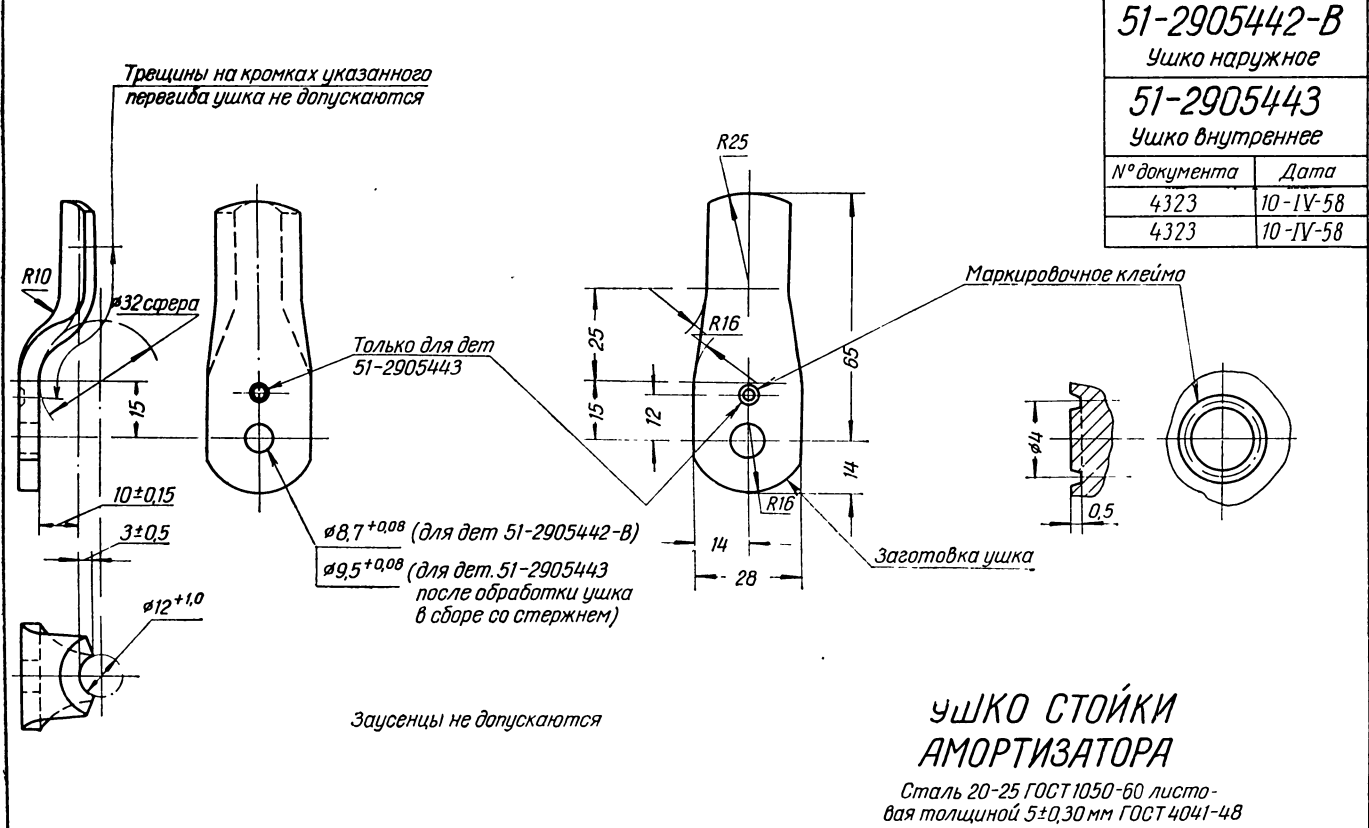 51-2905442-В
Ушко наружное
51-2905443
Ушко внутреннее
№ документа Дата
4323 10-IV-58
4323 10-IV-58
Трещины на кромках указанного
перегиба ушка не допускаются
R10
ø32 сфера
15
10±0,15
3±0,5
ø12+1,0
Только для дет
51-2905443
ø8,7+0,08 (для дет 51-2905442-В)
ø9,5+0,08 (для дет. 51-2905443
после обработки ушка
в сборе со стержнем)
R25
R16
25
15
12
65
14
R16
14
28
Маркировочное клеймо
ø4
0,5
Заготовка ушка
Заусенцы не допускаются
УШКО СТОЙКИ
АМОРТИЗАТОРА
Сталь 20-25 ГОСТ 1050-60 листо-
вая толщиной 5±0,30 мм ГОСТ 4041-48